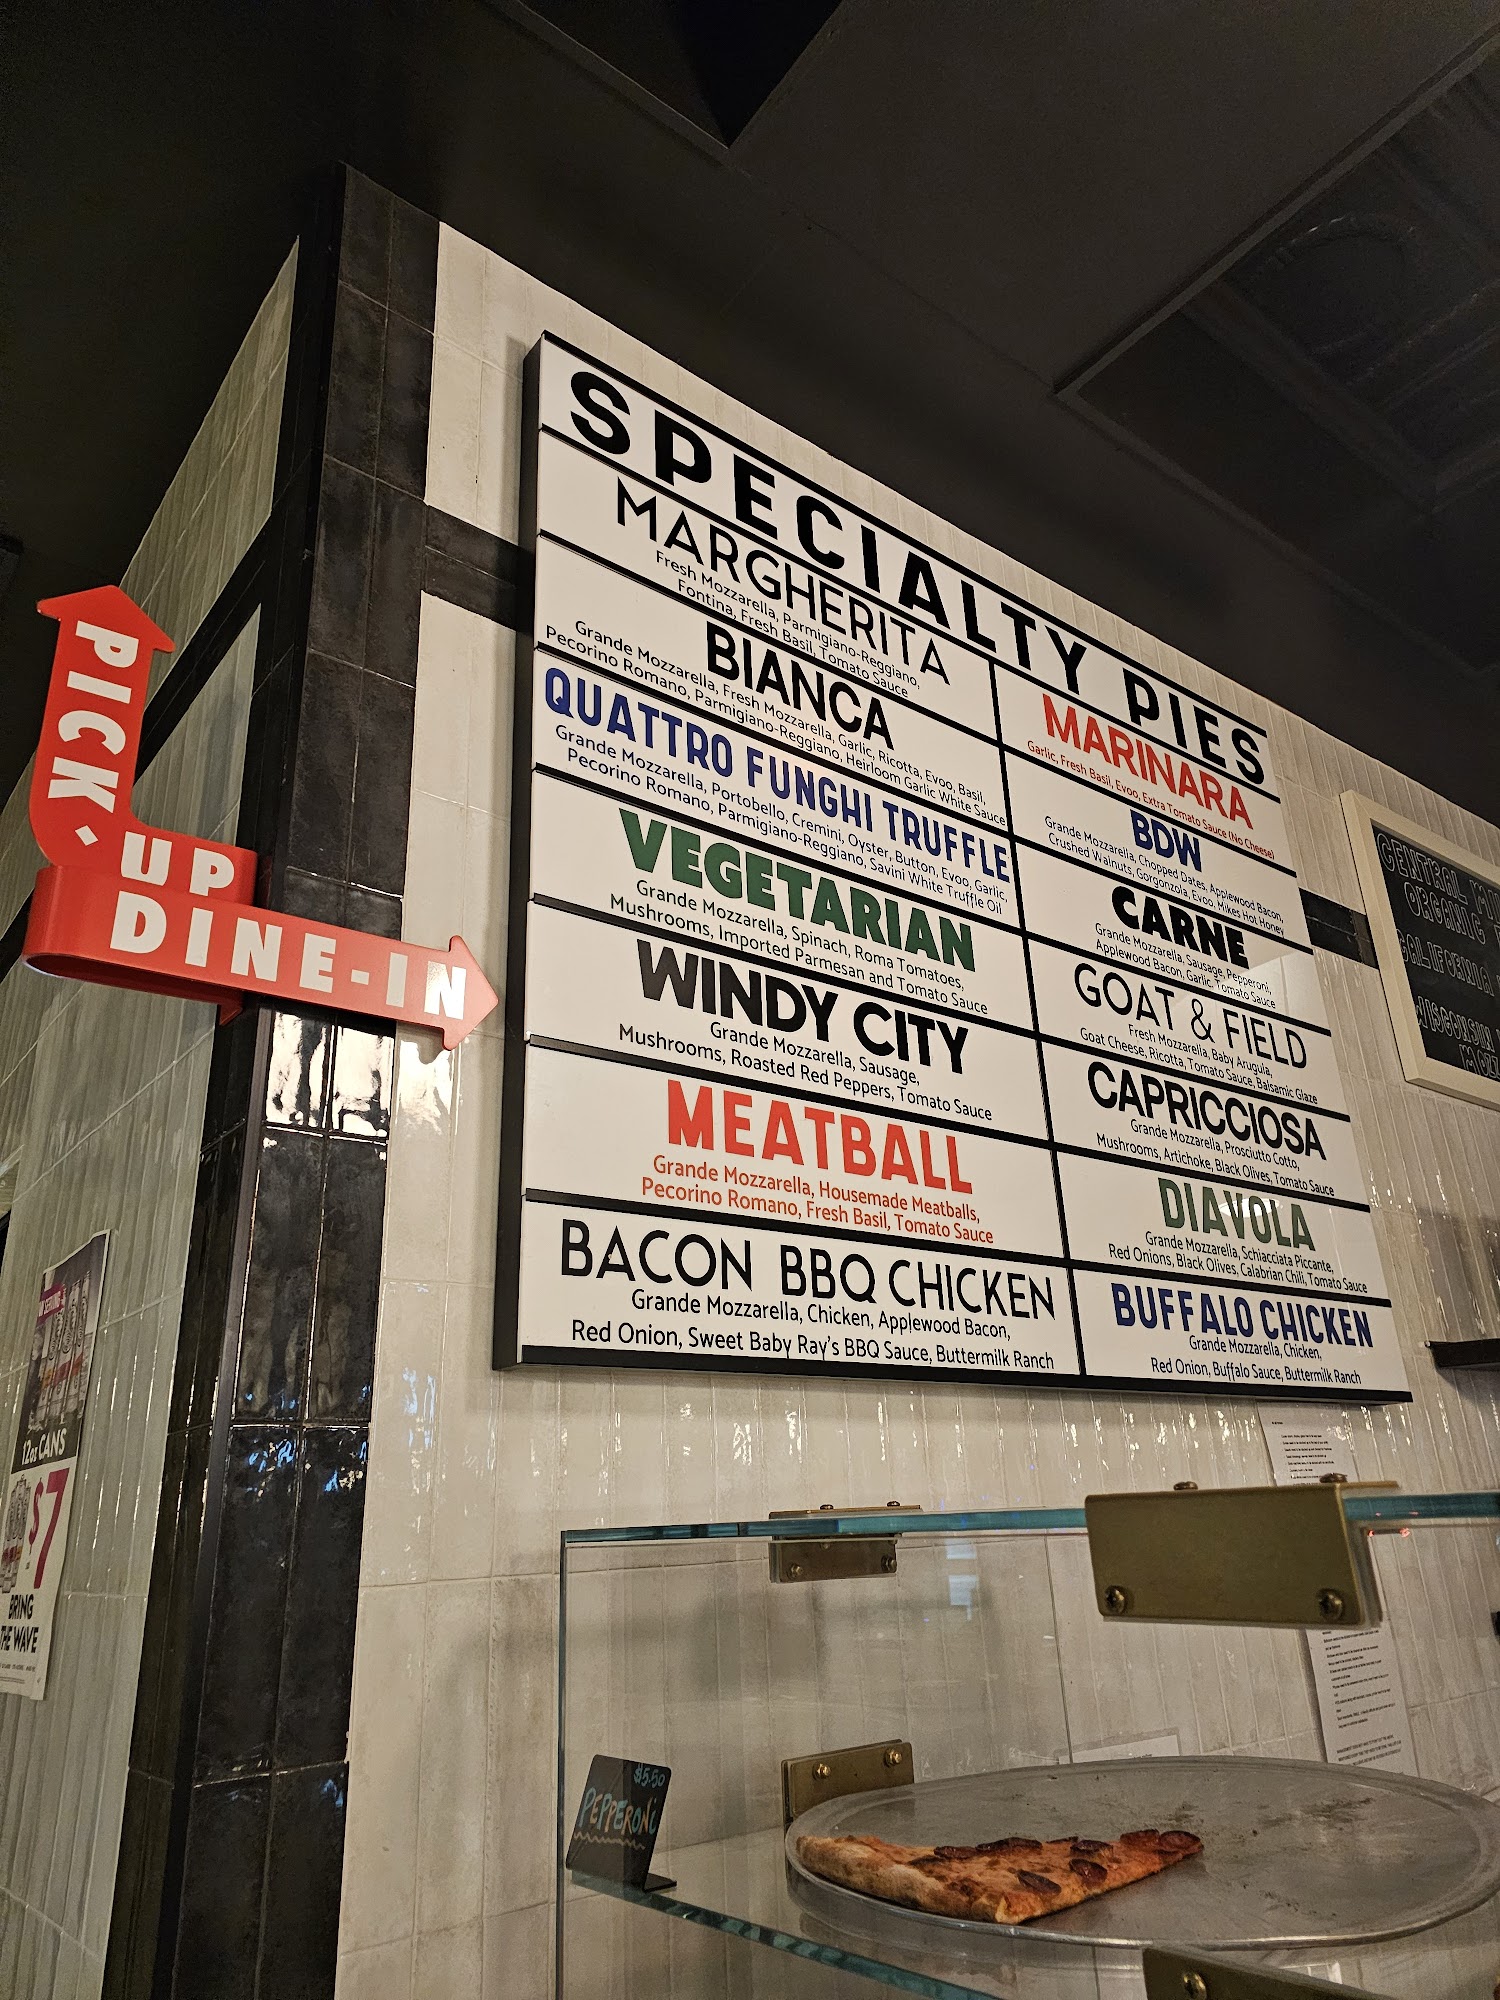 SPECIALTY PIES
MARGHERITA
Fresh Mozzarella, Parmigiano-Reggiano,
Fontina, Fresh Basil, Tomato Sauce
BIANCA
Grande Mozzarella, Fresh Mozzarella, Garlic, Ricotta, Evoo, Basil,
Pecorino Romano, Parmigiano-Reggiano, Heirloom Garlic White Sauce
QUATTRO FUNGHI TRUFFLE
Grande Mozzarella, Portobello, Cremini, Oyster, Button, Evoo, Garlic,
Pecorino Romano, Parmigiano-Reggiano, Savini White Truffle Oil
VEGETARIAN
Grande Mozzarella, Spinach, Roma Tomatoes,
Mushrooms, Imported Parmesan and Tomato Sauce
WINDY CITY
Grande Mozzarella, Sausage,
Mushrooms, Roasted Red Peppers, Tomato Sauce
MEATBALL
Grande Mozzarella, Housemade Meatballs,
Pecorino Romano, Fresh Basil, Tomato Sauce
BACON BBQ CHICKEN
Grande Mozzarella, Chicken, Applewood Bacon,
Red Onion, Sweet Baby Ray's BBQ Sauce, Buttermilk Ranch
MARINARA
Garlic, Fresh Basil, Evoo, Extra Tomato Sauce (No Cheese)
BDW
Grande Mozzarella, Chopped Dates, Applewood Bacon,
Crushed Walnuts, Gorgonzola, Evoo, Mikes Hot Honey
CARNE
Grande Mozzarella, Sausage, Pepperoni,
Applewood Bacon, Garlic, Tomato Sauce
GOAT & FIELD
Fresh Mozzarella, Baby Arugula,
Goat Cheese, Ricotta, Tomato Sauce, Balsamic Glaze
CAPRICCIOSA
Grande Mozzarella, Prosciutto Cotto,
Mushrooms, Artichoke, Black Olives, Tomato Sauce
DIAVOLA
Grande Mozzarella, Schiacciata Piccante,
Red Onions, Black Olives, Calabrian Chili, Tomato Sauce
BUFFALO CHICKEN
Grande Mozzarella, Chicken,
Red Onion, Buffalo Sauce, Buttermilk Ranch
PICK·UP
DINE-IN
CENTRAL
ORGANIC
CALIFORNIA
WISCONSIN
12oz CANS
$7
BRING
THE WAVE
$5.50
PEPPERONI